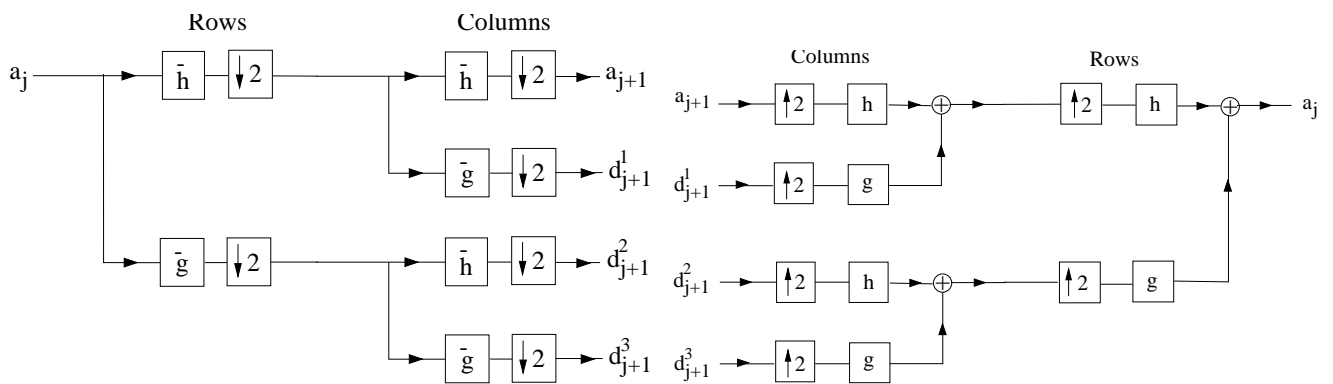 Rows Columns
a_j h̄ ↓2 h̄ ↓2 a_{j+1}
ḡ ↓2 d^1_{j+1}
ḡ ↓2 h̄ ↓2 d^2_{j+1}
ḡ ↓2 d^3_{j+1}
Columns Rows
a_{j+1} ↑2 h ⊕ ↑2 h ⊕ a_j
d^1_{j+1} ↑2 g
d^2_{j+1} ↑2 h ⊕ ↑2 g
d^3_{j+1} ↑2 g